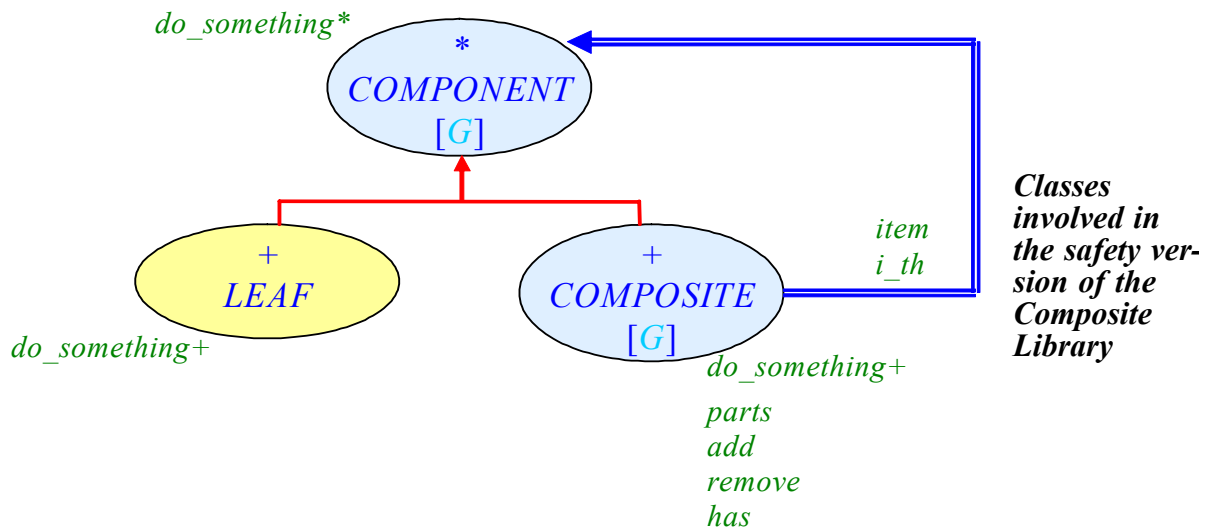 do_something*
*
COMPONENT
[G]
+
LEAF
do_something+
+
COMPOSITE
[G]
item
i_th
do_something+
parts
add
remove
has
Classes
involved in
the safety ver-
sion of the
Composite
Library